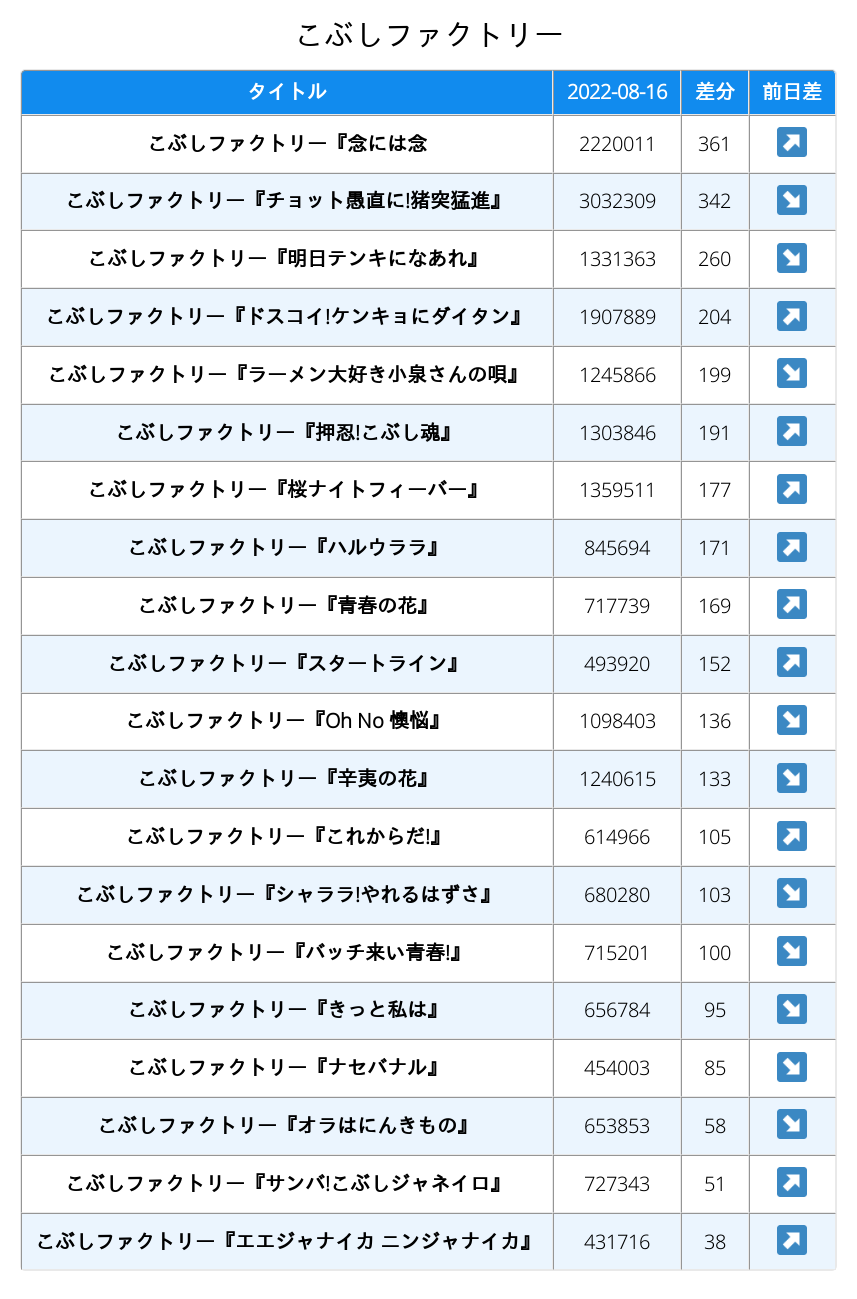 こぶしファクトリー
タイトル 2022-08-16 差分 前日差
こぶしファクトリー『念には念 2220011 361 ↗
こぶしファクトリー『チョット愚直に!猪突猛進』 3032309 342 ↘
こぶしファクトリー『明日テンキになあれ』 1331363 260 ↘
こぶしファクトリー『ドスコイ!ケンキョにダイタン』 1907889 204 ↗
こぶしファクトリー『ラーメン大好き小泉さんの唄』 1245866 199 ↘
こぶしファクトリー『押忍!こぶし魂』 1303846 191 ↗
こぶしファクトリー『桜ナイトフィーバー』 1359511 177 ↗
こぶしファクトリー『ハルウララ』 845694 171 ↗
こぶしファクトリー『青春の花』 717739 169 ↗
こぶしファクトリー『スタートライン』 493920 152 ↗
こぶしファクトリー『Oh No 懊悩』 1098403 136 ↘
こぶしファクトリー『辛夷の花』 1240615 133 ↘
こぶしファクトリー『これからだ!』 614966 105 ↗
こぶしファクトリー『シャララ!やれるはずさ』 680280 103 ↘
こぶしファクトリー『バッチ来い青春!』 715201 100 ↘
こぶしファクトリー『きっと私は』 656784 95 ↘
こぶしファクトリー『ナセバナル』 454003 85 ↘
こぶしファクトリー『オラはにんきもの』 653853 58 ↘
こぶしファクトリー『サンバ!こぶしジャネイロ』 727343 51 ↗
こぶしファクトリー『エエジャナイカ ニンジャナイカ』 431716 38 ↗